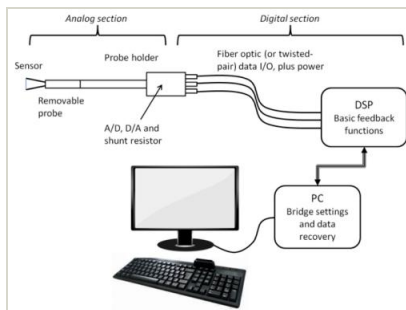 Analog section
Digital section
Sensor
Probe holder
Fiber optic (or twisted-
pair) data I/O, plus power
Removable
probe
A/D, D/A and
shunt resistor
DSP
Basic feedback
functions
PC
Bridge settings
and data
recovery